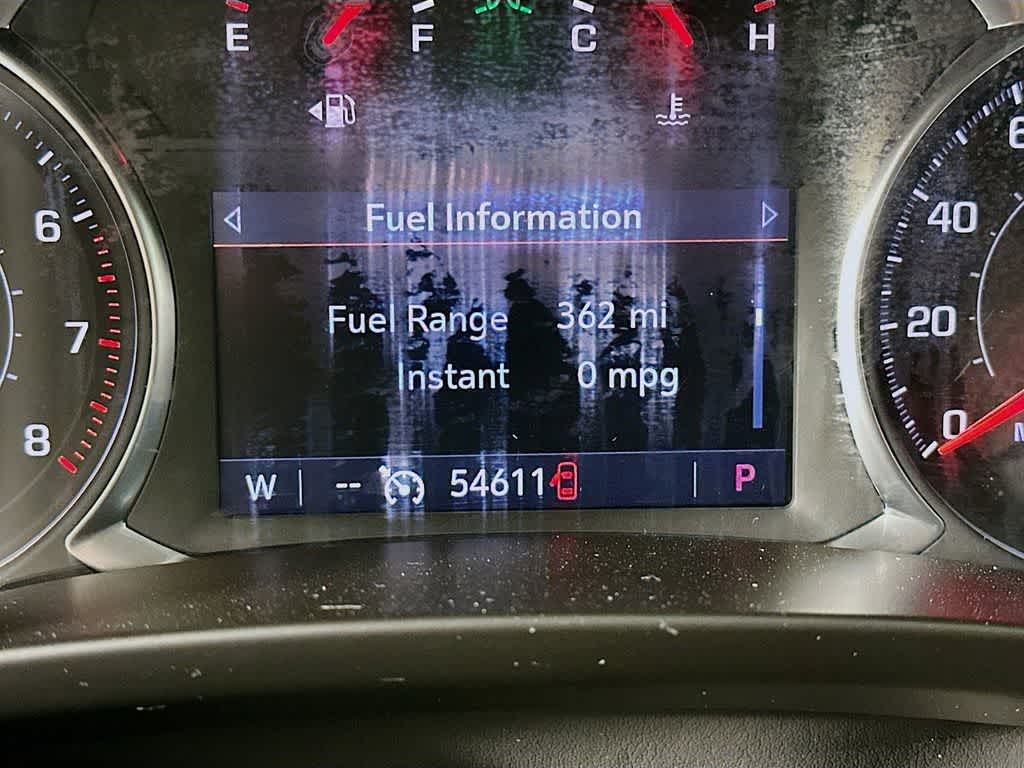 E F C H
Fuel Information
Fuel Range 362 mi
Instant 0 mpg
W -- 54611 P
6
7
8
40
20
0